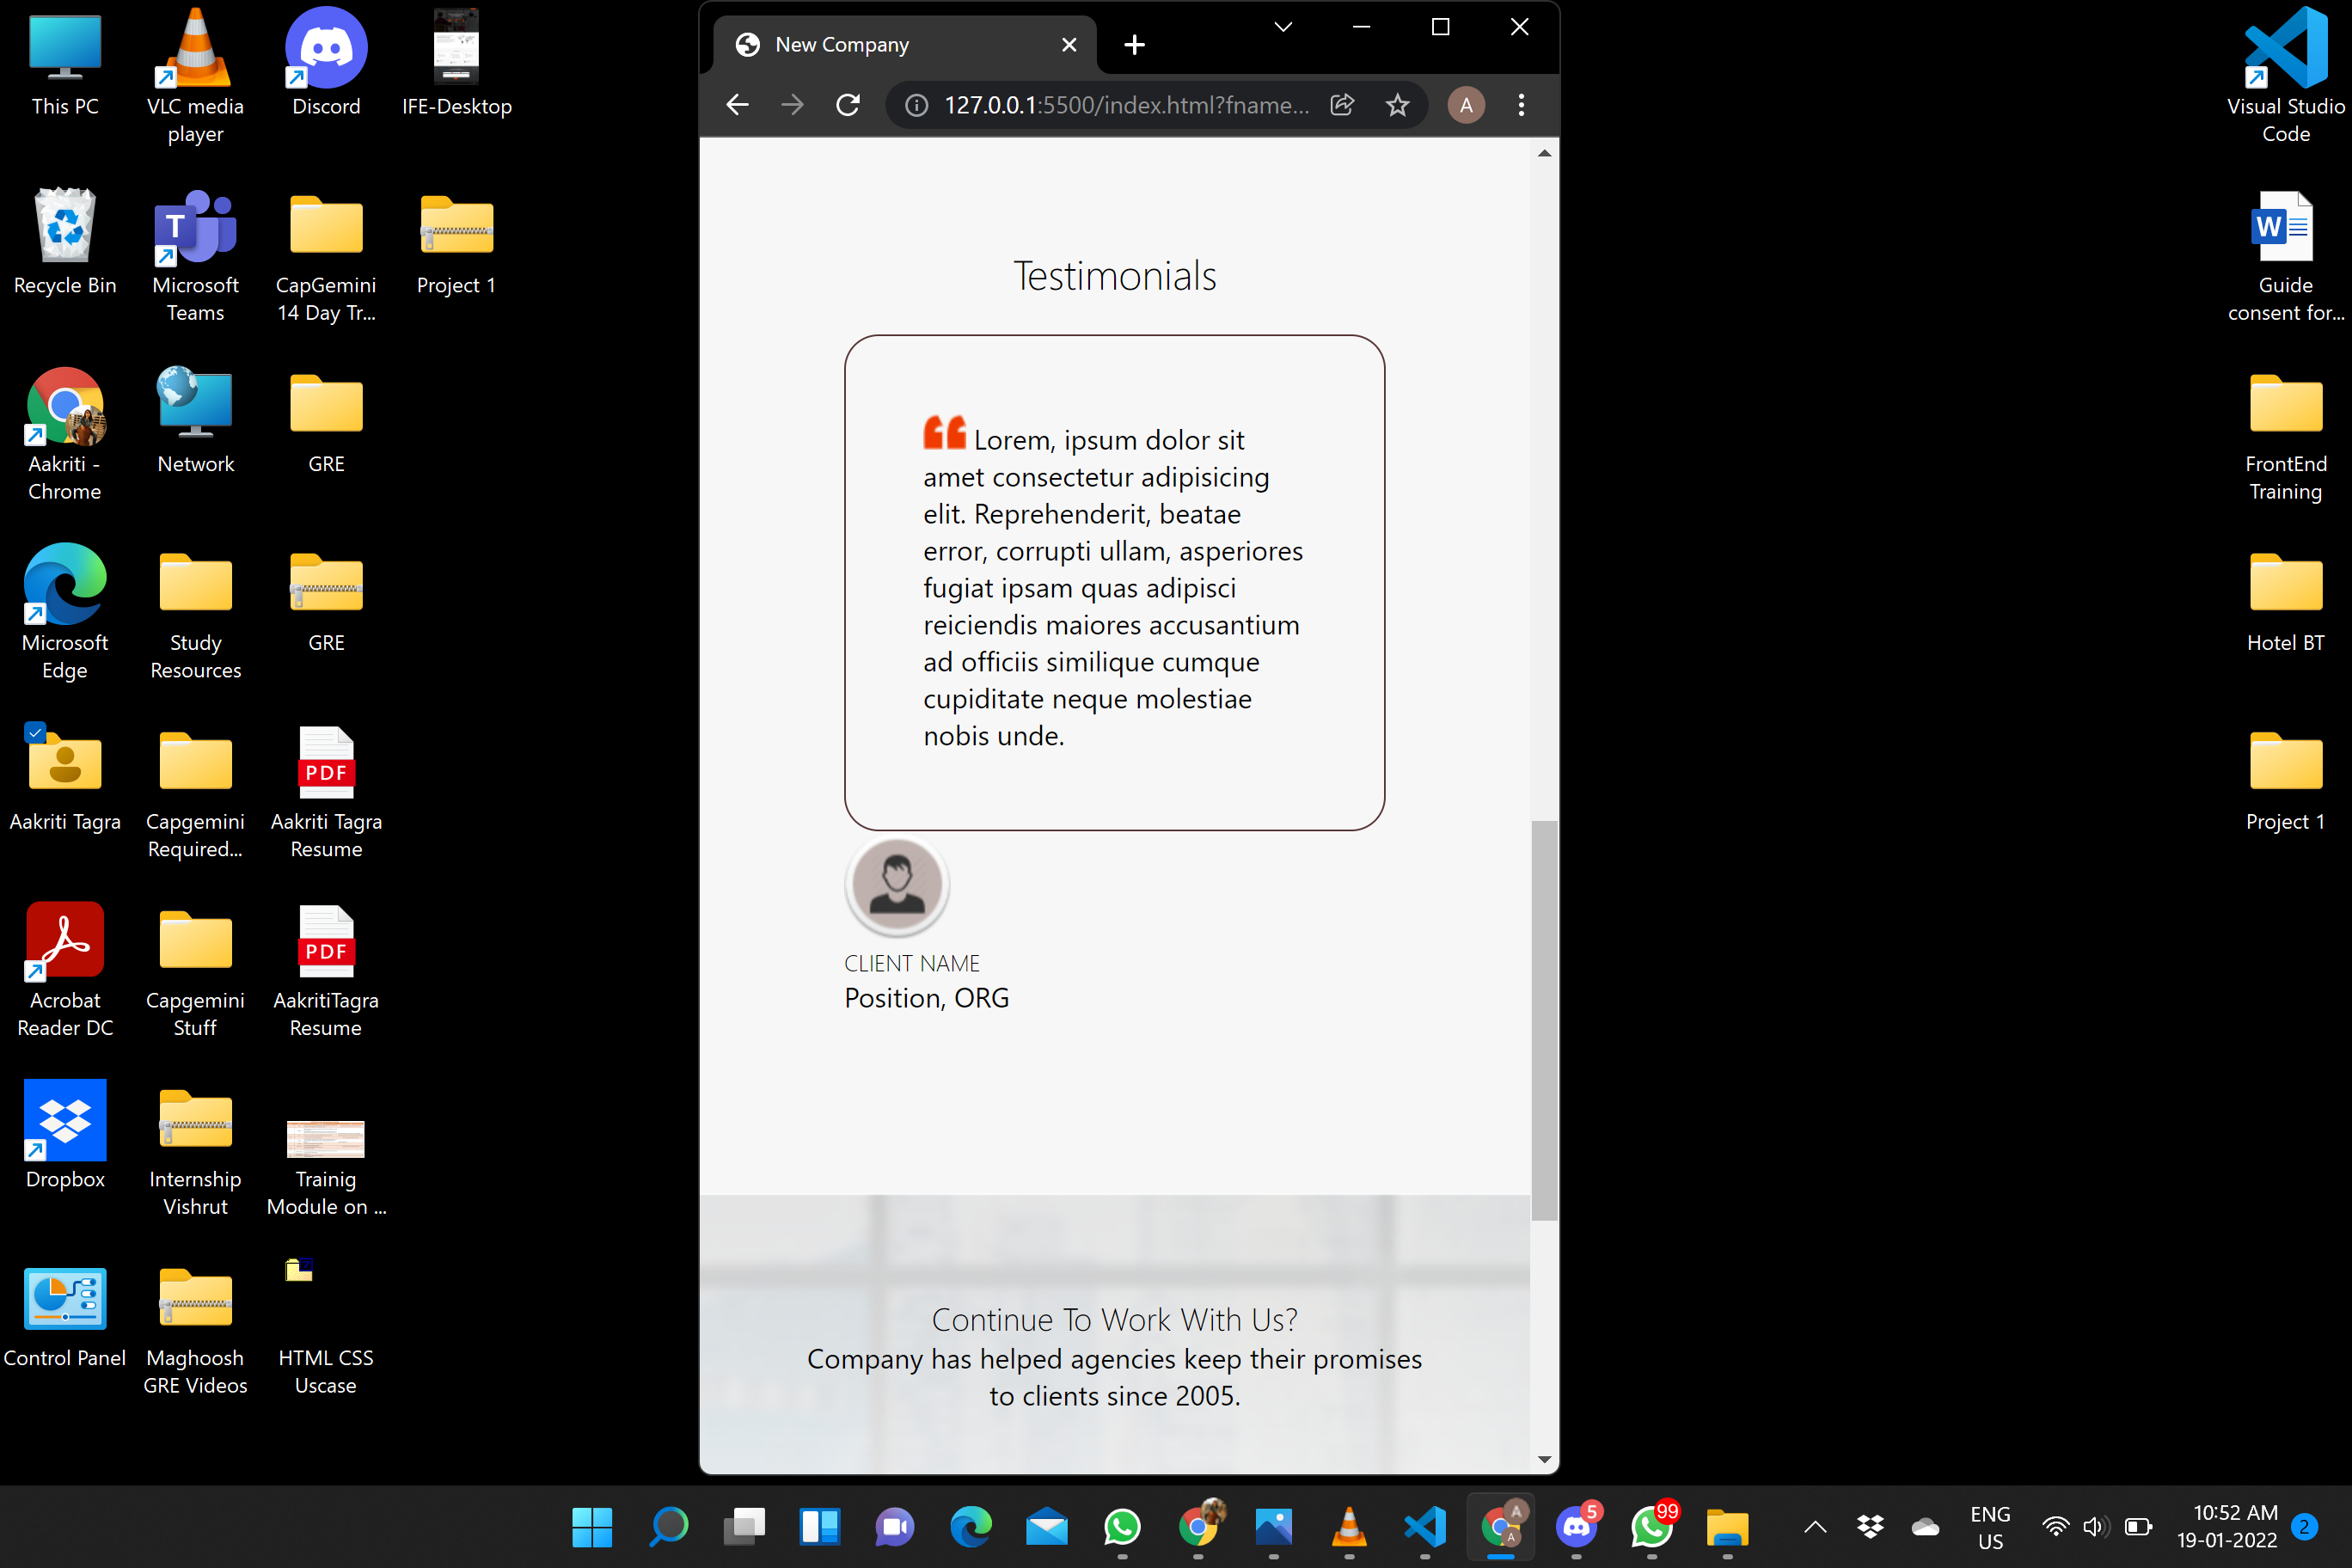 This PC
VLC media
player
Discord
IFE-Desktop
Recycle Bin
Microsoft
Teams
CapGemini
14 Day Tr...
Project 1
Aakriti -
Chrome
Network
GRE
Microsoft
Edge
Study
Resources
GRE
Aakriti Tagra
Capgemini
Required...
PDF
Aakriti Tagra
Resume
Acrobat
Reader DC
Capgemini
Stuff
PDF
AakritiTagra
Resume
Dropbox
Internship
Vishrut
Trainig
Module on ...
Control Panel
Maghoosh
GRE Videos
HTML CSS
Uscase
New Company
127.0.0.1:5500/index.html?fname...
A
Testimonials
Lorem, ipsum dolor sit
amet consectetur adipisicing
elit. Reprehenderit, beatae
error, corrupti ullam, asperiores
fugiat ipsam quas adipisci
reiciendis maiores accusantium
ad officiis similique cumque
cupiditate neque molestiae
nobis unde.
CLIENT NAME
Position, ORG
Continue To Work With Us?
Company has helped agencies keep their promises
to clients since 2005.
Visual Studio
Code
W
Guide
consent for...
FrontEnd
Training
Hotel BT
Project 1
A
A
5
99
ENG
US
10:52 AM
19-01-2022
2